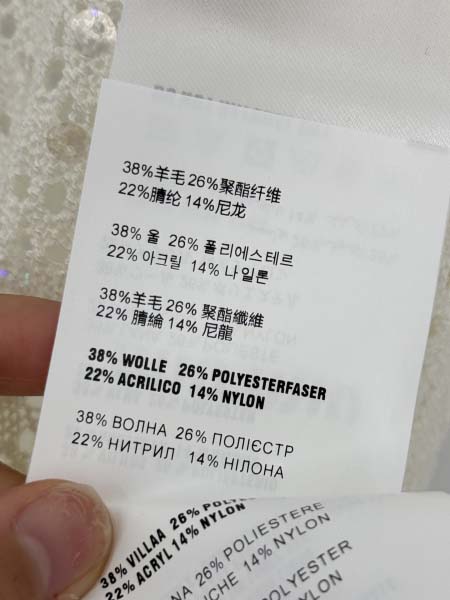 38%羊毛 26%聚酯纤维
22%腈纶 14%尼龙
38% 울 26% 폴리에스테르
22% 아크릴 14% 나일론
38%羊毛 26% 聚酯纖維
22% 腈綸 14% 尼龍
38% WOLLE 26% POLYESTERFASER
22% ACRILICO 14% NYLON
38% ВОЛНА 26% ПОЛІЄСТР
22% НИТРИЛ 14% НІЛОНА
38% VILLAA 26%
22% ACRYL 14% NYLON
26% POLIESTERE
14% NYLON
POLYESTER